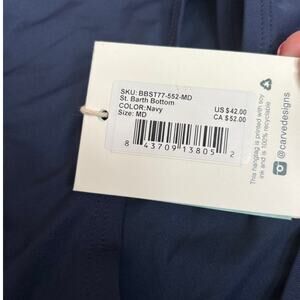 SKU: BBST77-552-MD
St. Barth Bottom
COLOR:Navy
Size: MD
US $42.00
CA $52.00
8 43709 13805 2
This hangtag is printed with soy
ink and is 100% recyclable.
@carvedesigns